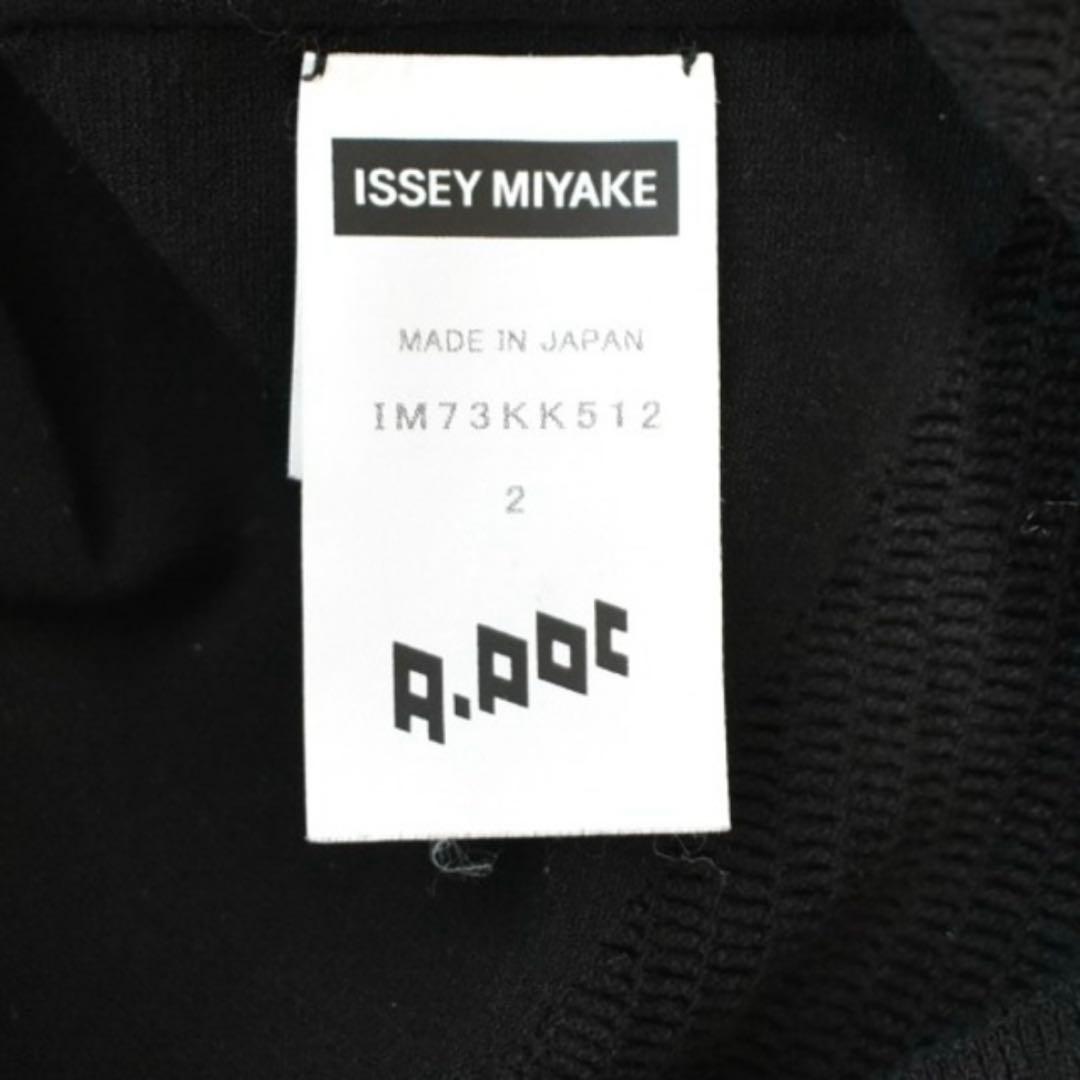 ISSEY MIYAKE
MADE IN JAPAN
IM73KK512
2
A.POC